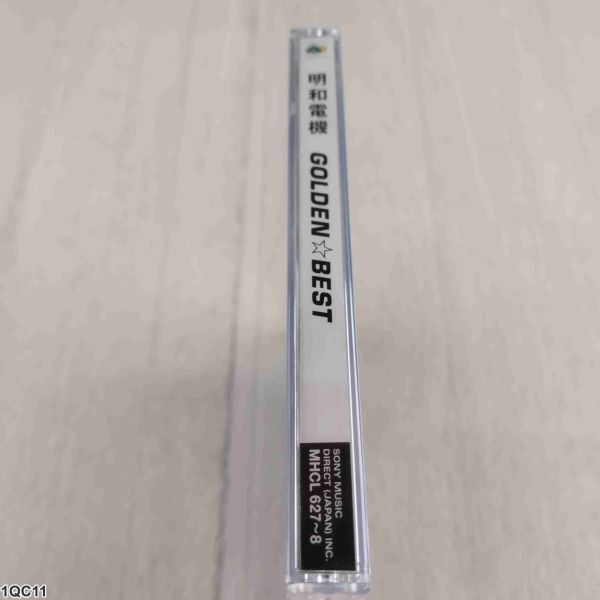 明和電機 GOLDEN☆BEST
SONY MUSIC
DIRECT (JAPAN) INC.
MHCL 627~8
1QC11